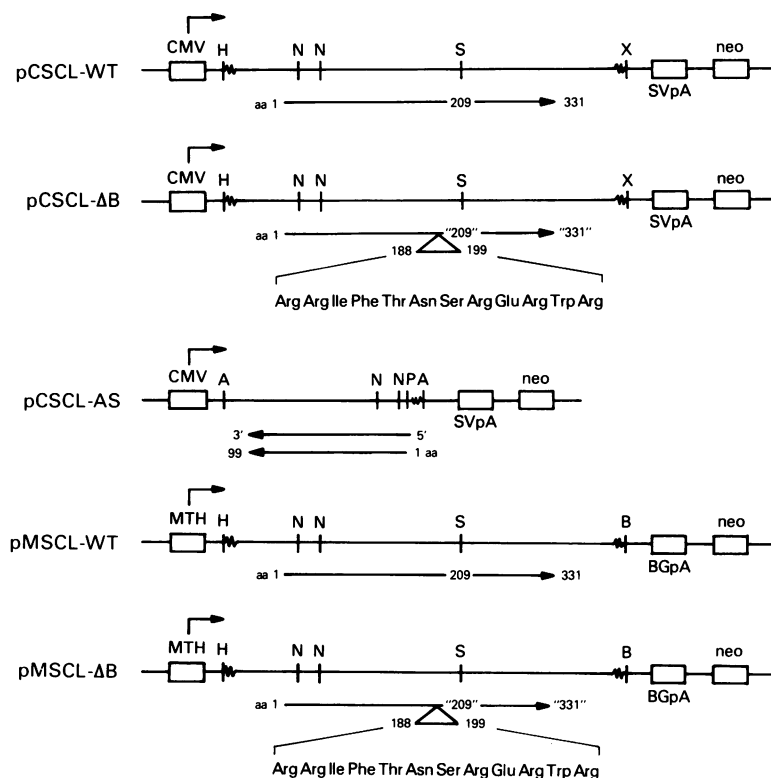 CMV H N N S X neo
pCSCL-WT
SVpA
aa 1 209 331
CMV H N N S X neo
pCSCL-ΔB
SVpA
aa 1 "209" "331"
188 199
Arg Arg Ile Phe Thr Asn Ser Arg Glu Arg Trp Arg
CMV A N N P A neo
pCSCL-AS
SVpA
3' 5'
99 1 aa
MTH H N N S B neo
pMSCL-WT
BGpA
aa 1 209 331
MTH H N N S B neo
pMSCL-ΔB
BGpA
aa 1 "209" "331"
188 199
Arg Arg Ile Phe Thr Asn Ser Arg Glu Arg Trp Arg